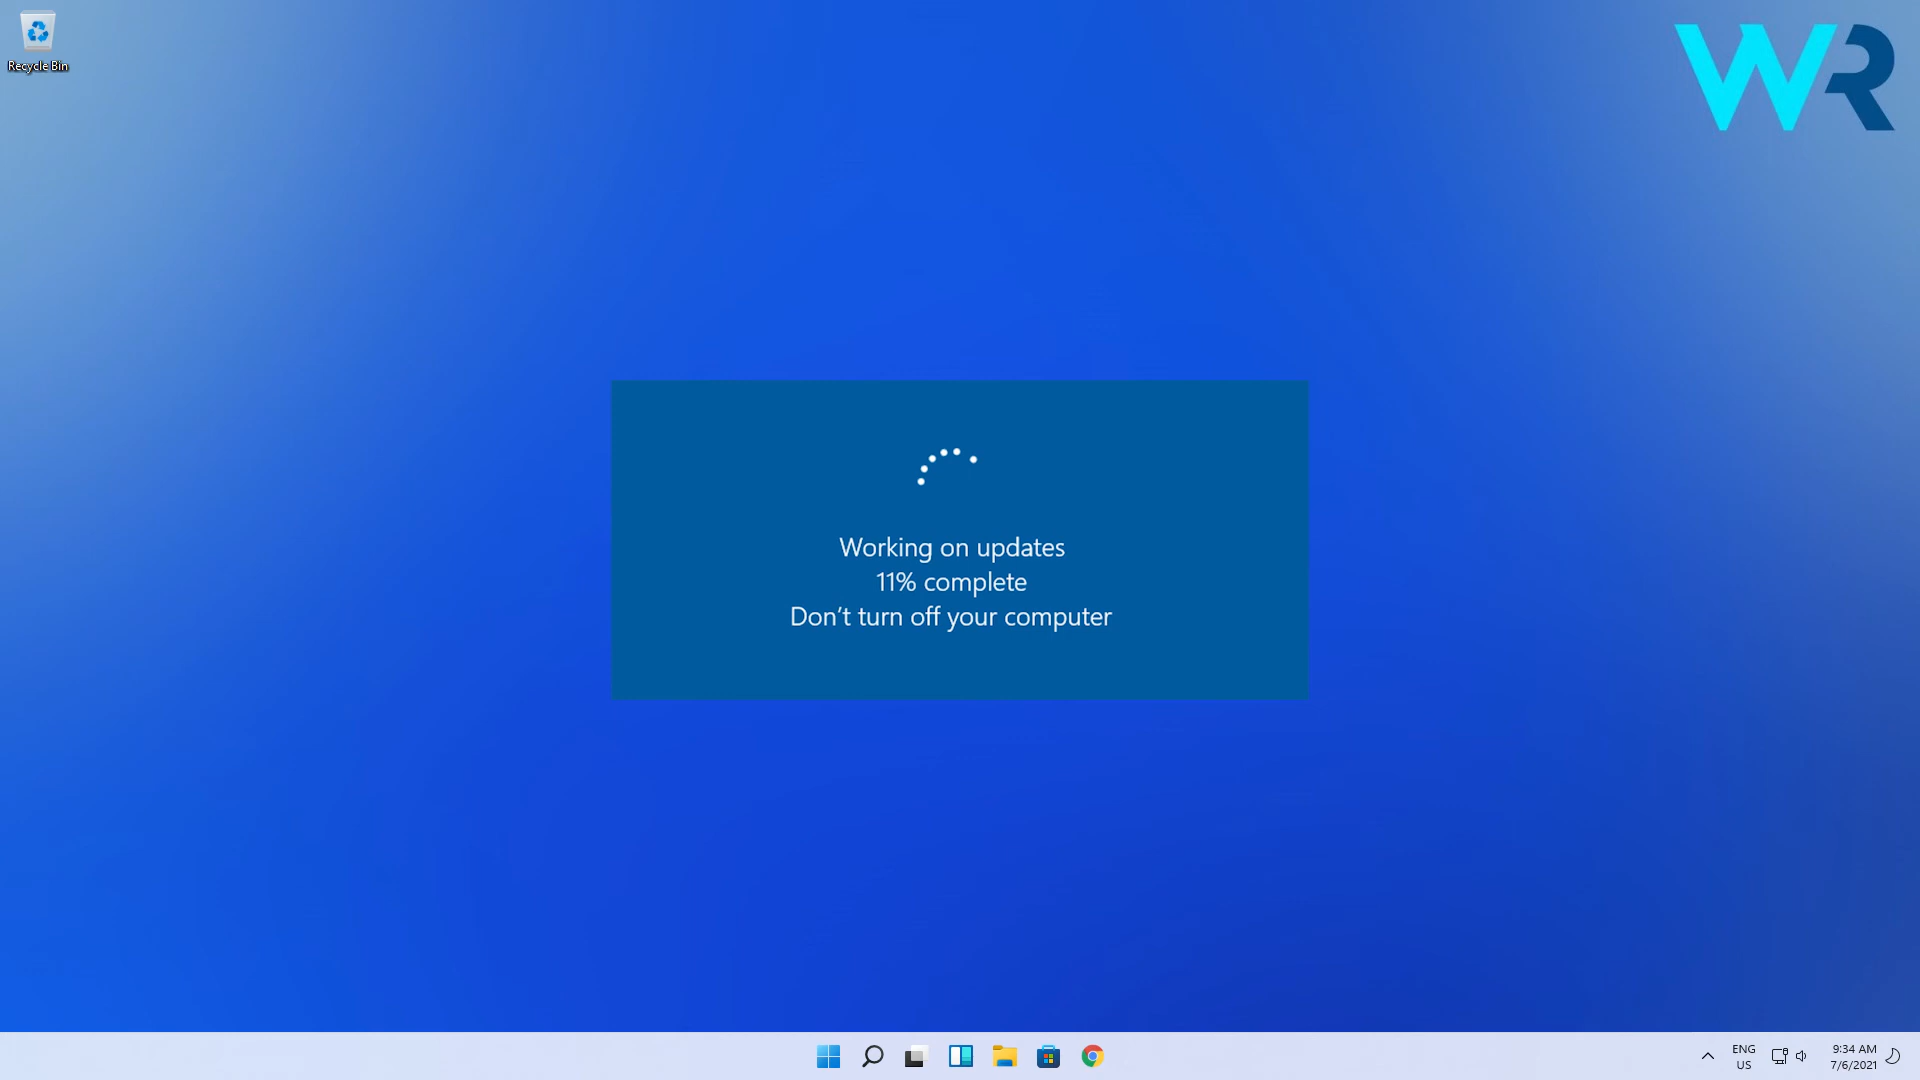 Recycle Bin
WR
Working on updates
11% complete
Don't turn off your computer
ENG
US
9:34 AM
7/6/2021